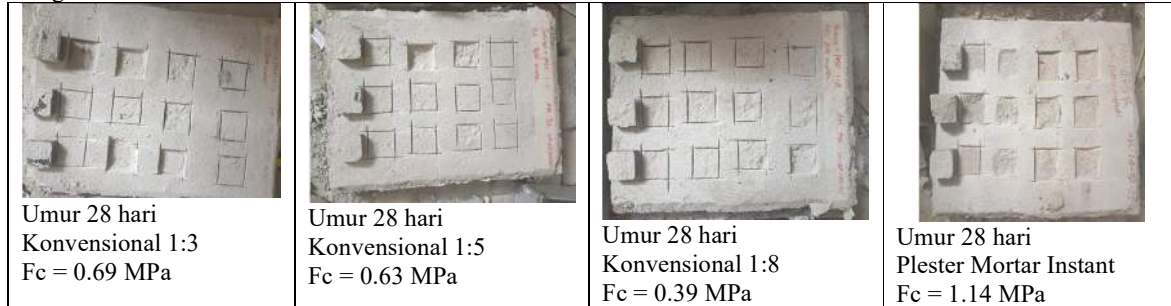 Umur 28 hari
Konvensional 1:3
Fc = 0.69 MPa
Umur 28 hari
Konvensional 1:5
Fc = 0.63 MPa
Umur 28 hari
Konvensional 1:8
Fc = 0.39 MPa
Umur 28 hari
Plester Mortar Instant
Fc = 1.14 MPa